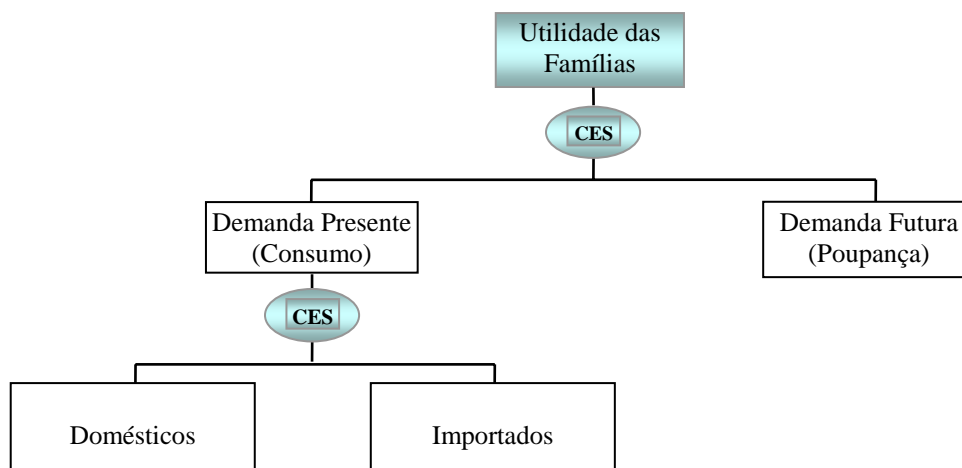 Utilidade das
Famílias
CES
Demanda Presente
(Consumo)
Demanda Futura
(Poupança)
CES
Domésticos
Importados